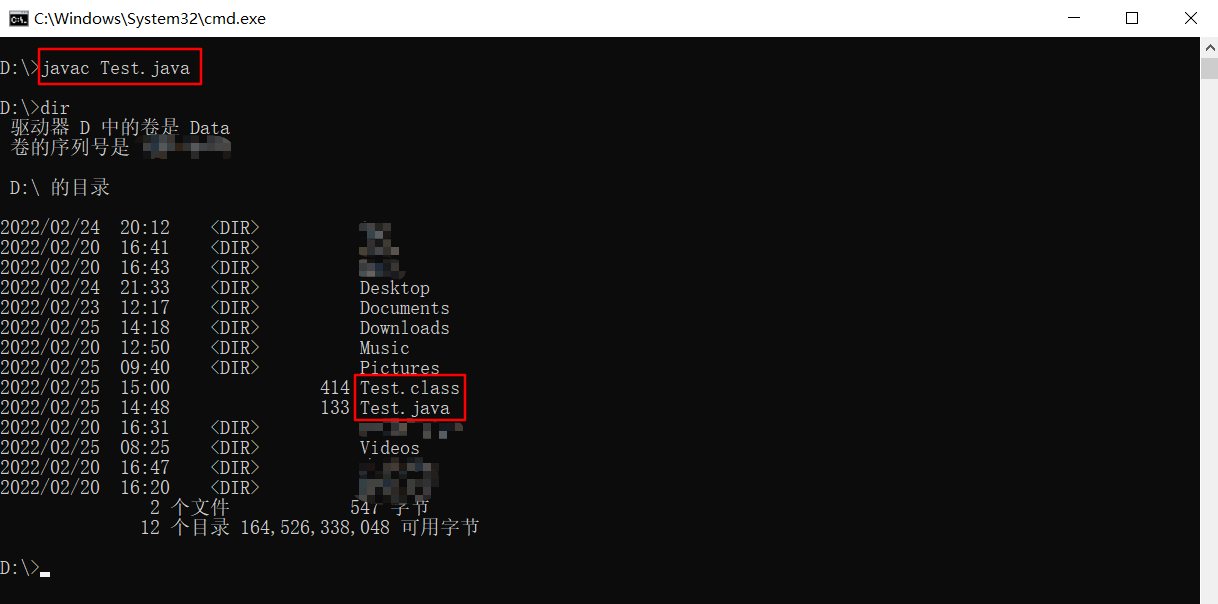 C:\Windows\System32\cmd.exe
D:\>javac Test.java
D:\>dir
驱动器 D 中的卷是 Data
卷的序列号是
D:\ 的目录
2022/02/24 20:12 <DIR>
2022/02/20 16:41 <DIR>
2022/02/20 16:43 <DIR>
2022/02/24 21:33 <DIR> Desktop
2022/02/23 12:17 <DIR> Documents
2022/02/25 14:18 <DIR> Downloads
2022/02/20 12:50 <DIR> Music
2022/02/25 09:40 <DIR> Pictures
2022/02/25 15:00 414 Test.class
2022/02/25 14:48 133 Test.java
2022/02/20 16:31 <DIR>
2022/02/25 08:25 <DIR> Videos
2022/02/20 16:47 <DIR>
2022/02/20 16:20 <DIR>
2 个文件 547 字节
12 个目录 164,526,338,048 可用字节
D:\>